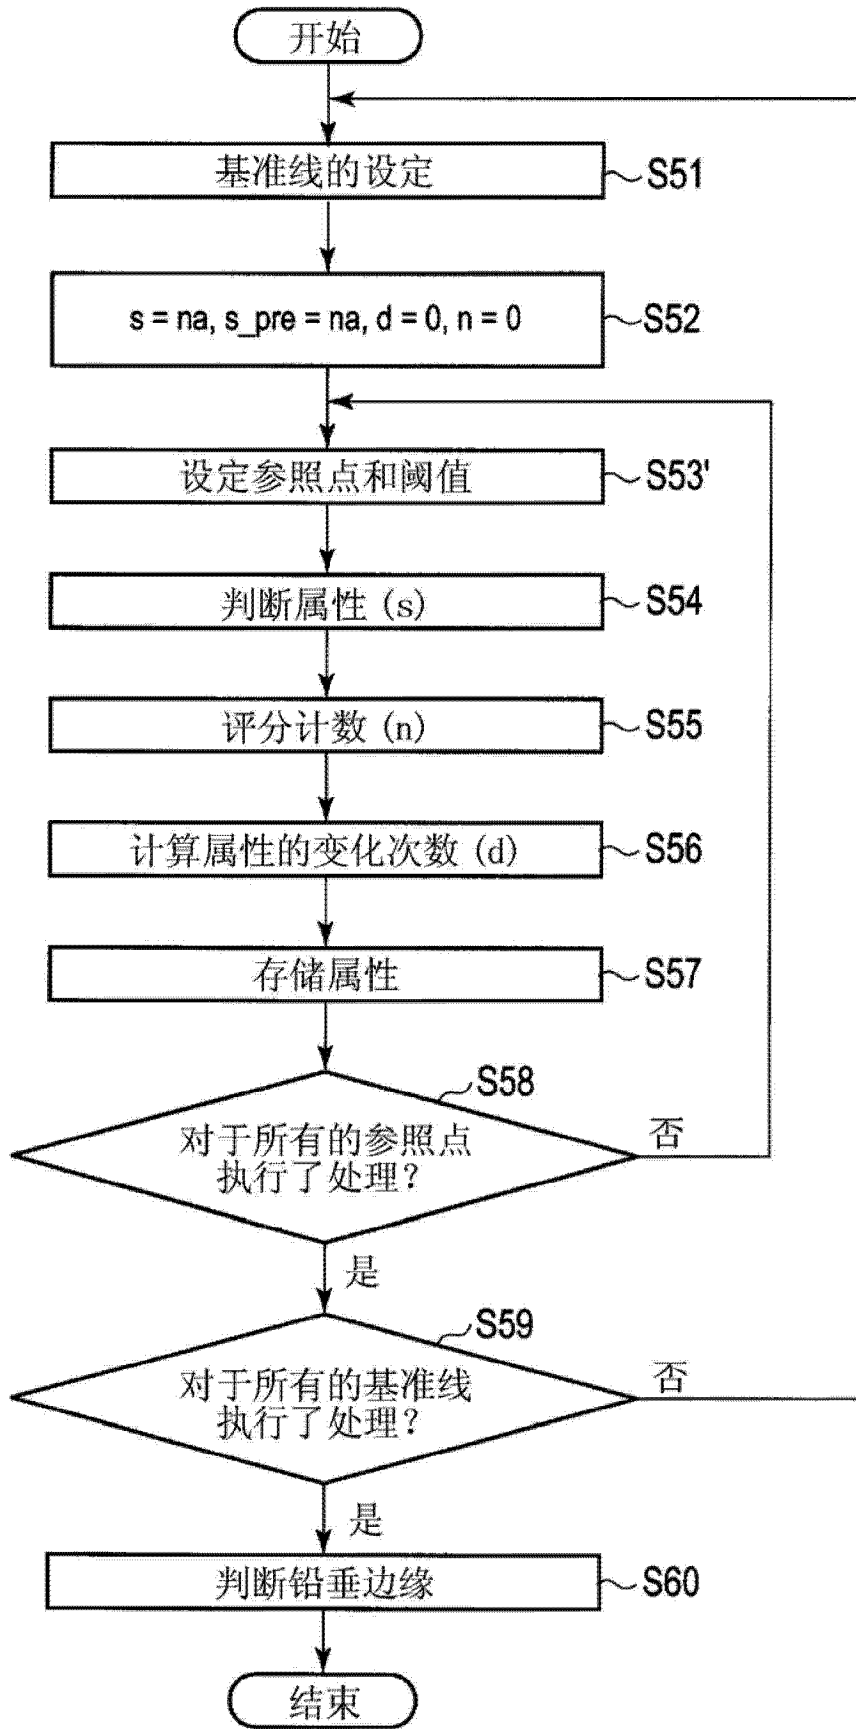 开始
基准线的设定
S51
s = na, s_pre = na, d = 0, n = 0
S52
设定参照点和阈值
S53'
判断属性 (s)
S54
评分计数 (n)
S55
计算属性的变化次数 (d)
S56
存储属性
S57
S58
对于所有的参照点
执行了处理?
否
是
S59
对于所有的基准线
执行了处理?
否
是
判断铅垂边缘
S60
结束